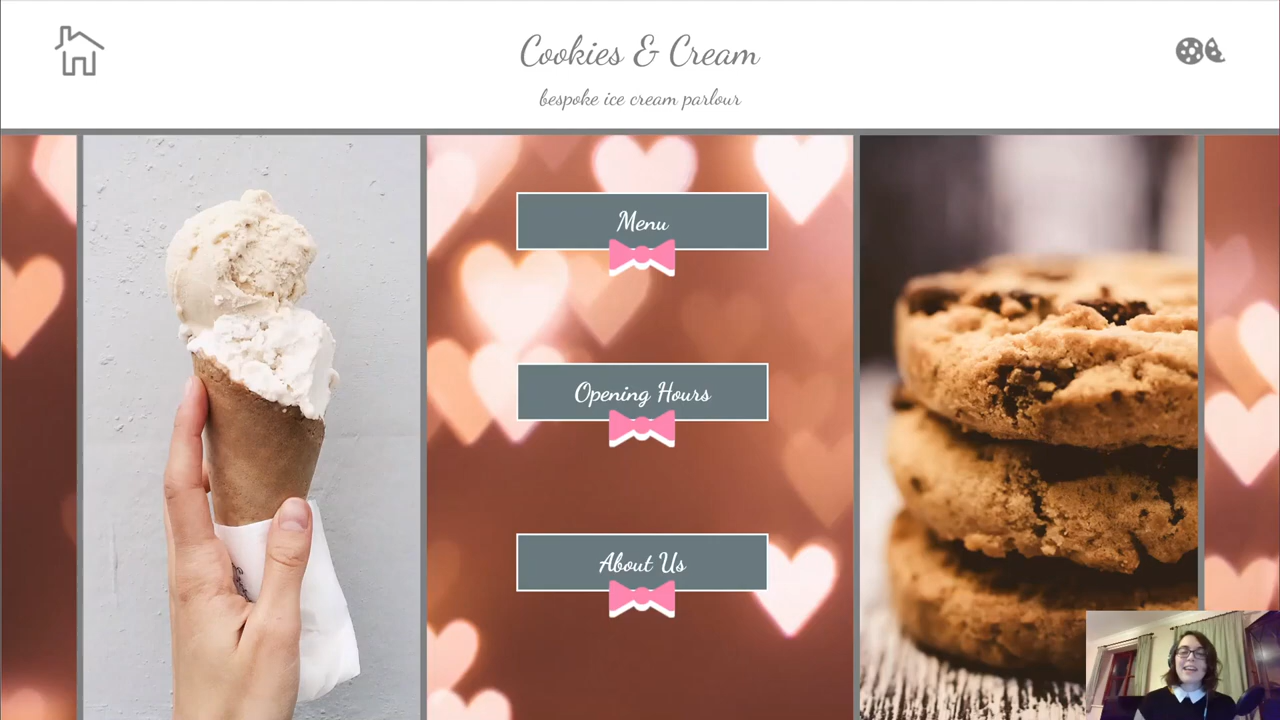 Cookies & Cream
bespoke ice cream parlour
Menu
Opening Hours
About Us